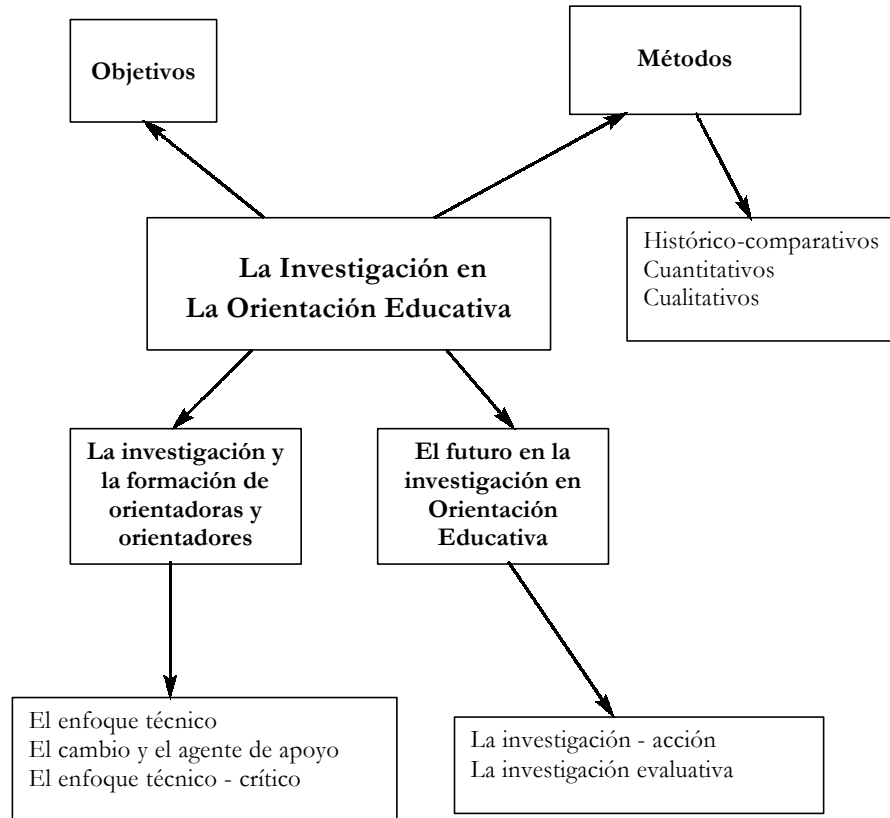 Objetivos
Métodos
Histórico-comparativos
Cuantitativos
Cualitativos
La Investigación en
La Orientación Educativa
La investigación y
la formación de
orientadoras y
orientadores
El futuro en la
investigación en
Orientación
Educativa
El enfoque técnico
El cambio y el agente de apoyo
El enfoque técnico - crítico
La investigación - acción
La investigación evaluativa